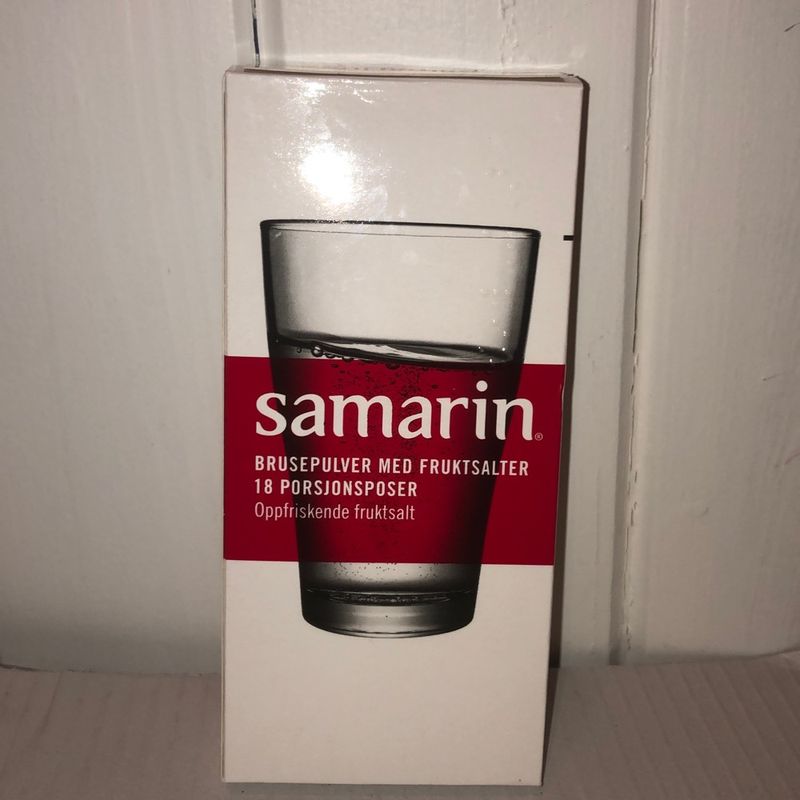 samarin®
BRUSEPULVER MED FRUKTSALTER
18 PORSJONSPOSER
Oppfriskende fruktsalt